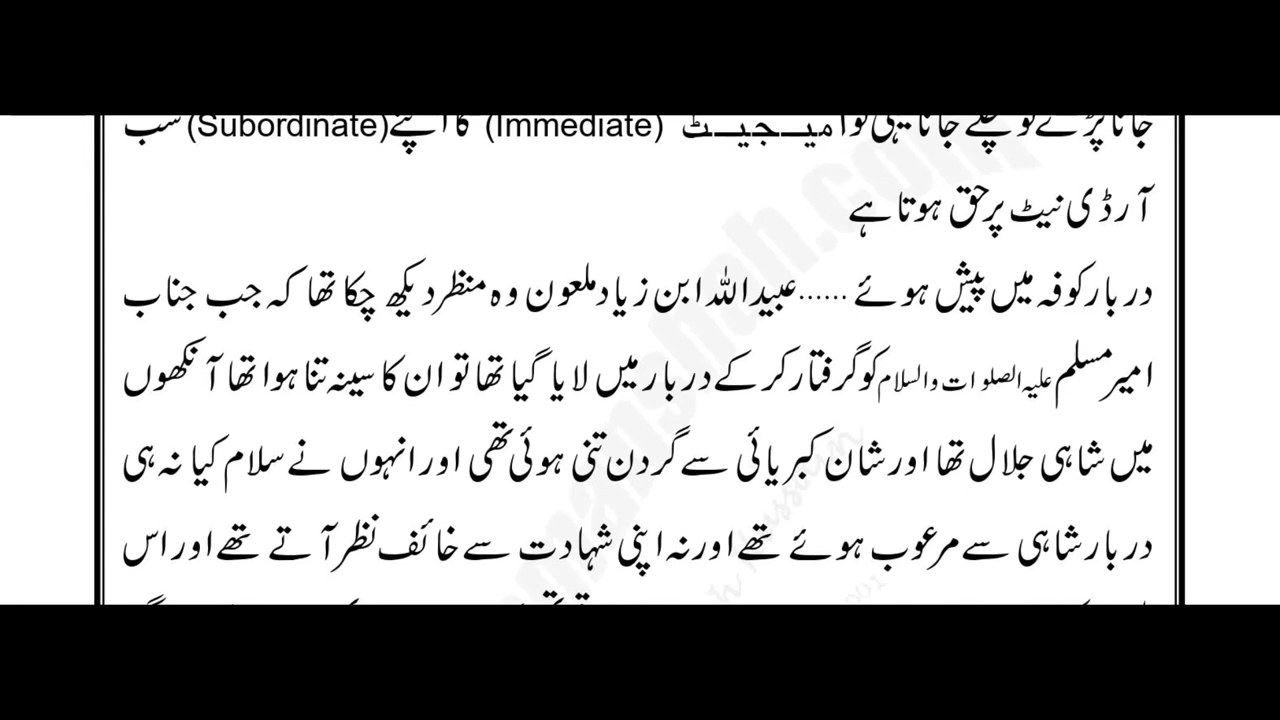 جانا پڑے تو چلے جانا یہی تو امیجیٹ (Immediate) کا اپنے (Subordinate) سب
آرڈی نیٹ پر حق ہوتا ہے
دربار کوفہ میں پیش ہوئے ......عبیداللہ ابن زیاد ملعون وہ منظر دیکھ چکا تھا کہ جب جناب
امیر مسلم علیہ الصلوات والسلام کو گرفتار کر کے دربار میں لایا گیا تھا تو ان کا سینہ تنا ہوا تھا آنکھوں
میں شاہی جلال تھا اور شان کبریائی سے گردن تنی ہوئی تھی اور انہوں نے سلام کیا نہ ہی
دربار شاہی سے مرعوب ہوئے تھے اور نہ اپنی شہادت سے خائف نظر آتے تھے اور اس